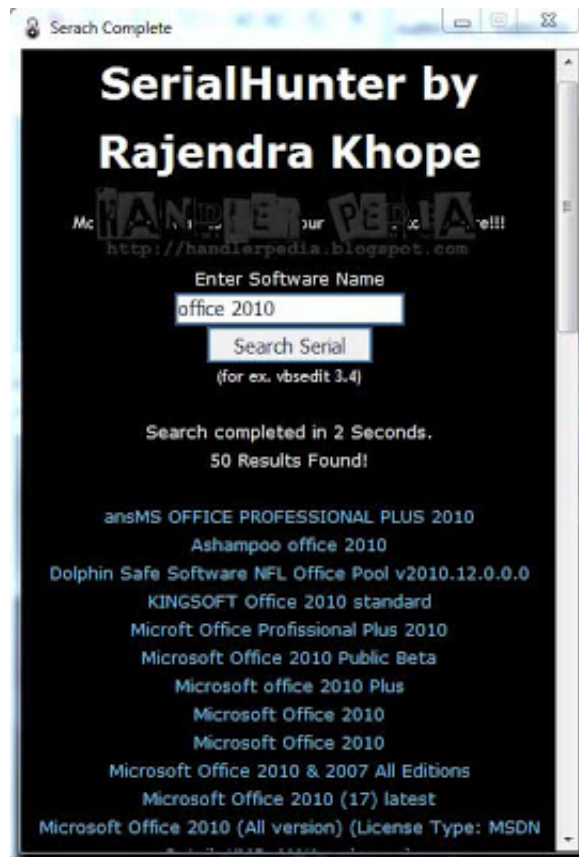 Serach Complete
SerialHunter by
Rajendra Khope
HANDLER PEDIA
http://handlerpedia.blogspot.com
Enter Software Name
office 2010
Search Serial
(for ex. vbsedit 3.4)
Search completed in 2 Seconds.
50 Results Found!
ansMS OFFICE PROFESSIONAL PLUS 2010
Ashampoo office 2010
Dolphin Safe Software NFL Office Pool v2010.12.0.0.0
KINGSOFT Office 2010 standard
Microft Office Profissional Plus 2010
Microsoft Office 2010 Public Beta
Microsoft office 2010 Plus
Microsoft Office 2010
Microsoft Office 2010
Microsoft Office 2010 & 2007 All Editions
Microsoft Office 2010 (17) latest
Microsoft Office 2010 (All version) (License Type: MSDN